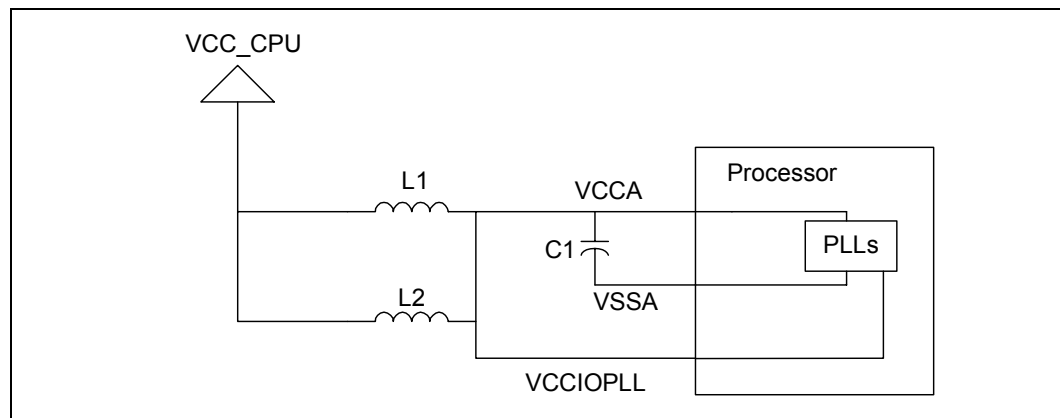 VCC_CPU
L1
VCCA
Processor
C1
PLLs
L2
VSSA
VCCIOPLL